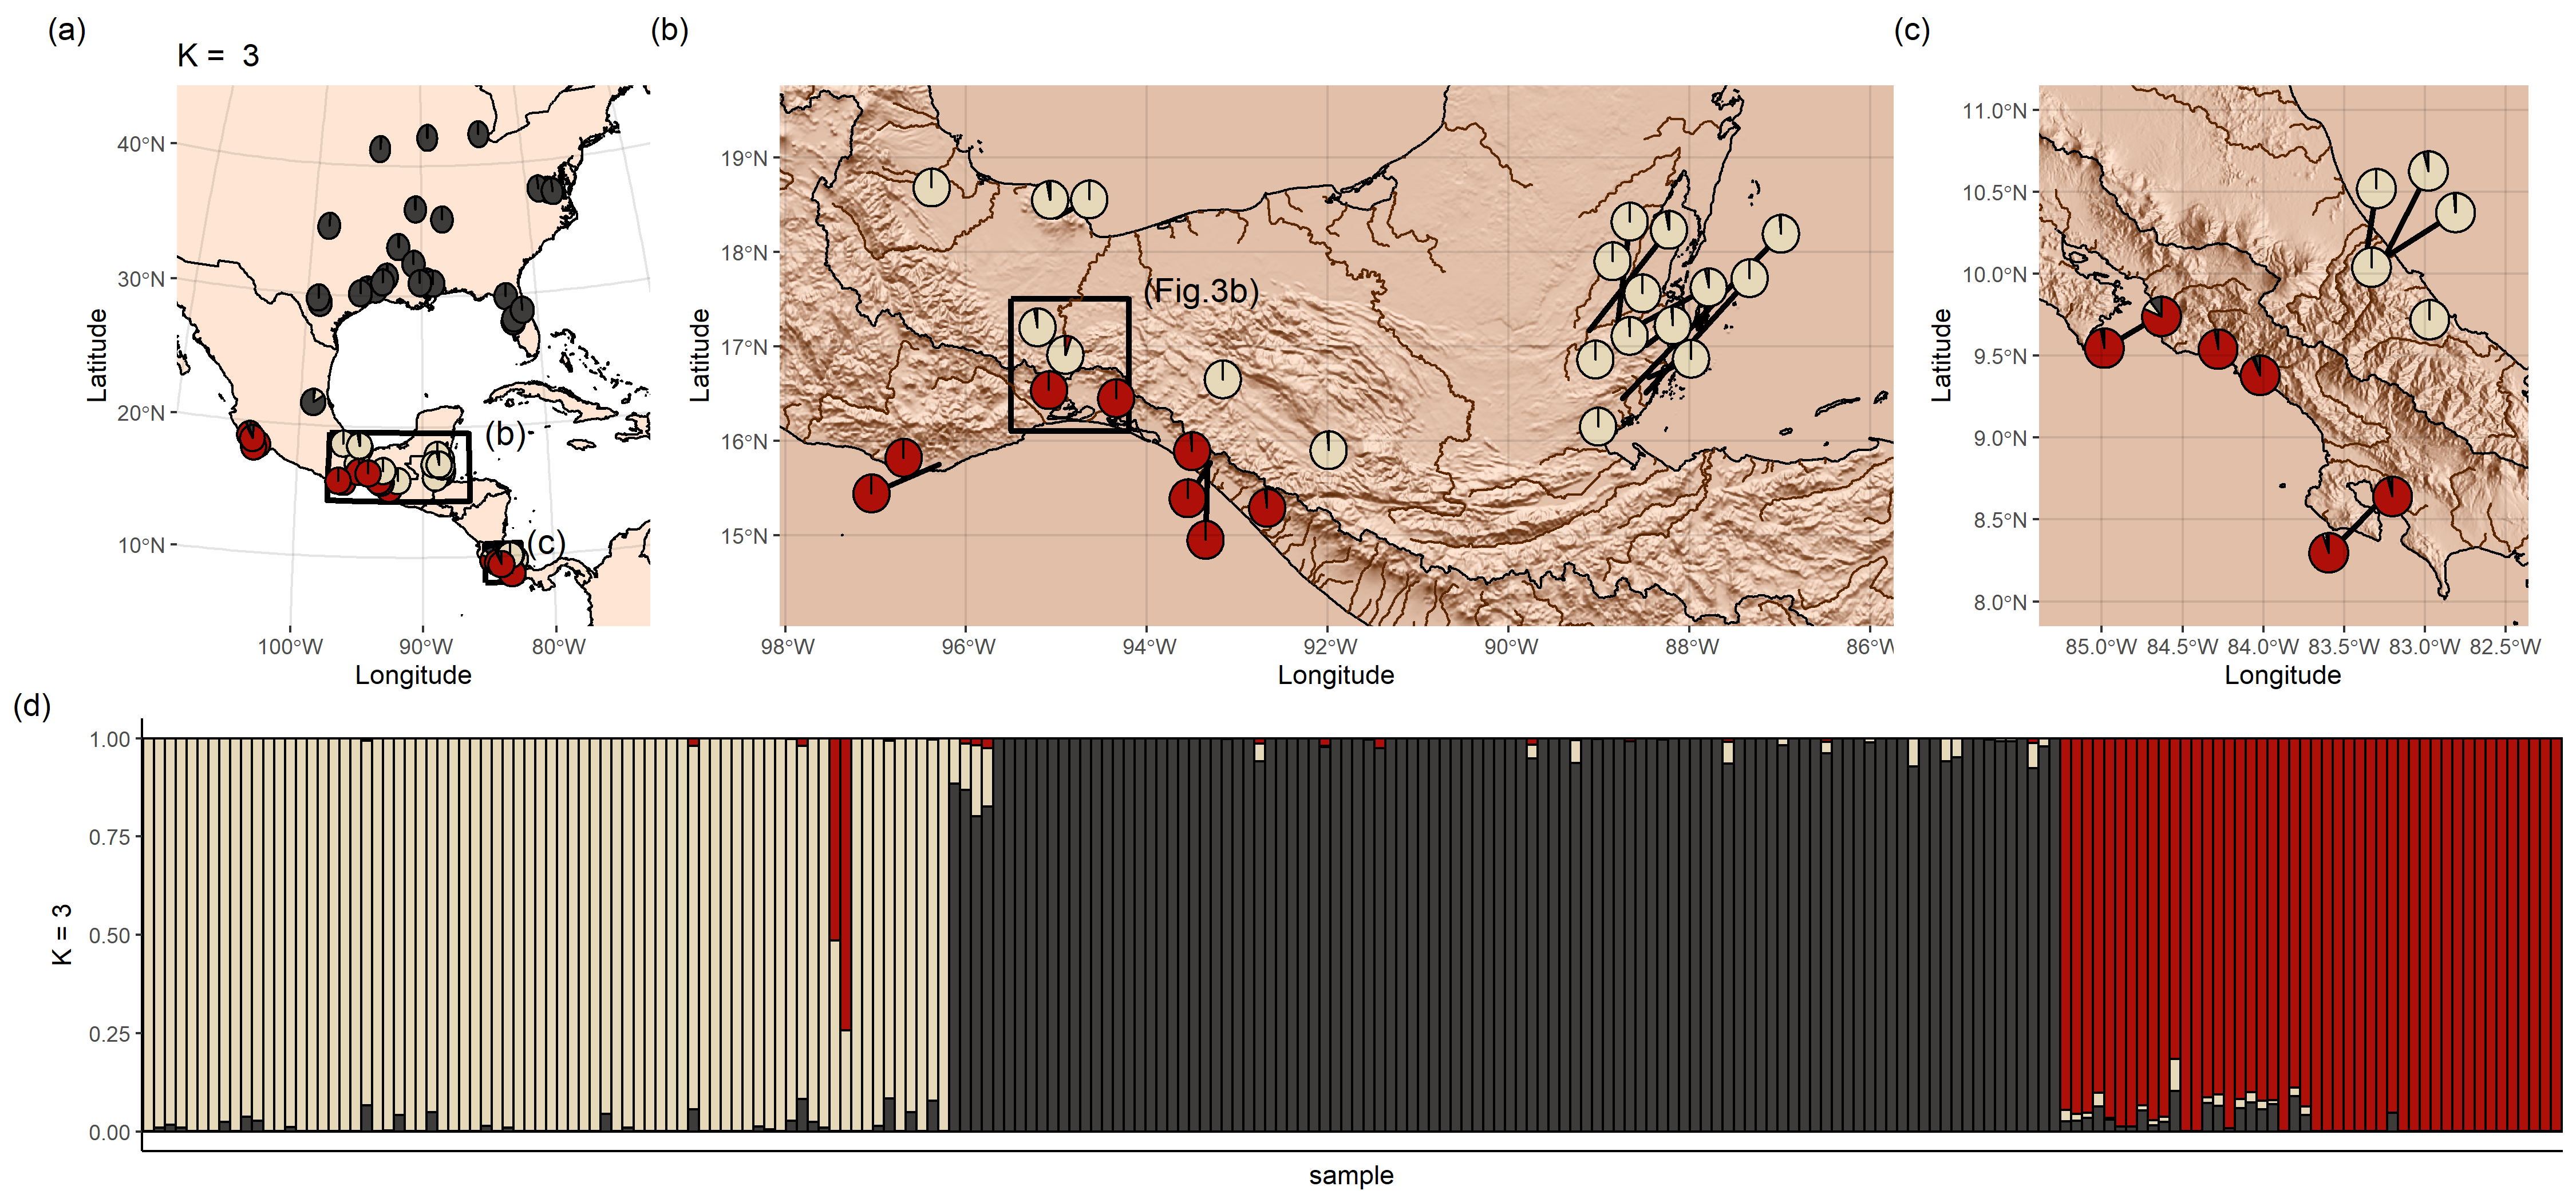 (a)
K = 3
40°N
30°N
20°N
10°N
Latitude
(b)
(c)
100°W 90°W 80°W
Longitude
(b)
19°N
18°N
17°N
16°N
15°N
Latitude
(Fig.3b)
98°W 96°W 94°W 92°W 90°W 88°W 86°W
Longitude
(c)
11.0°N
10.5°N
10.0°N
9.5°N
9.0°N
8.5°N
8.0°N
Latitude
85.0°W 84.5°W 84.0°W 83.5°W 83.0°W 82.5°W
Longitude
(d)
1.00
0.75
0.50
0.25
0.00
K = 3
sample